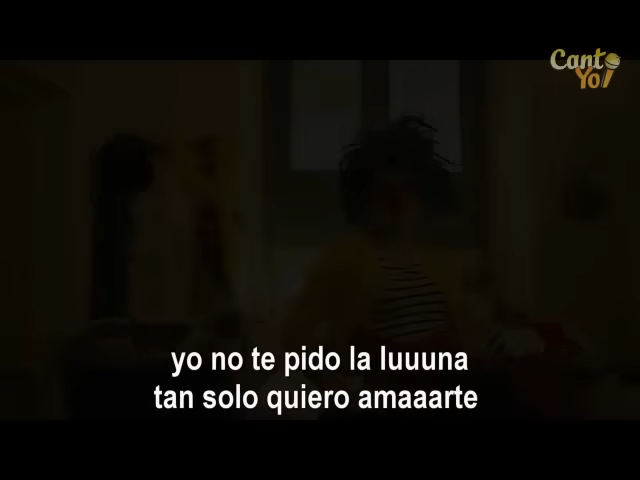 Canto
Yo!
yo no te pido la luuuna
tan solo quiero amaaarte